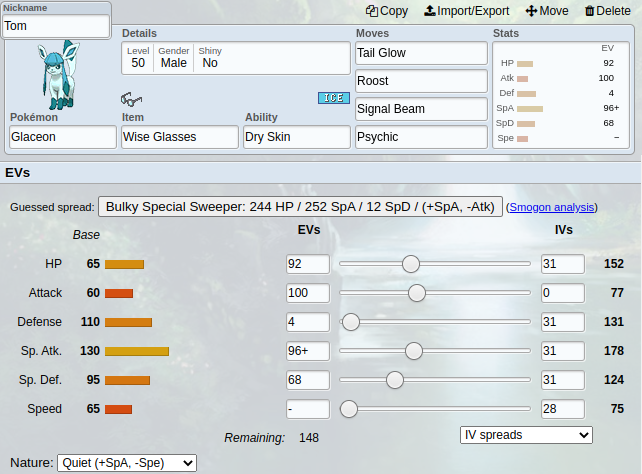 Nickname
Tom
Copy Import/Export Move Delete
Details
Level Gender Shiny
50 Male No
ICE
Pokémon Item Ability
Glaceon Wise Glasses Dry Skin
Moves
Tail Glow
Roost
Signal Beam
Psychic
Stats
EV
HP 92
Atk 100
Def 4
SpA 96+
SpD 68
Spe –
EVs
Guessed spread: Bulky Special Sweeper: 244 HP / 252 SpA / 12 SpD / (+SpA, -Atk) (Smogon analysis)
Base EVs IVs
HP 65 92 31 152
Attack 60 100 0 77
Defense 110 4 31 131
Sp. Atk. 130 96+ 31 178
Sp. Def. 95 68 31 124
Speed 65 - 28 75
Remaining: 148 IV spreads
Nature: Quiet (+SpA, -Spe)